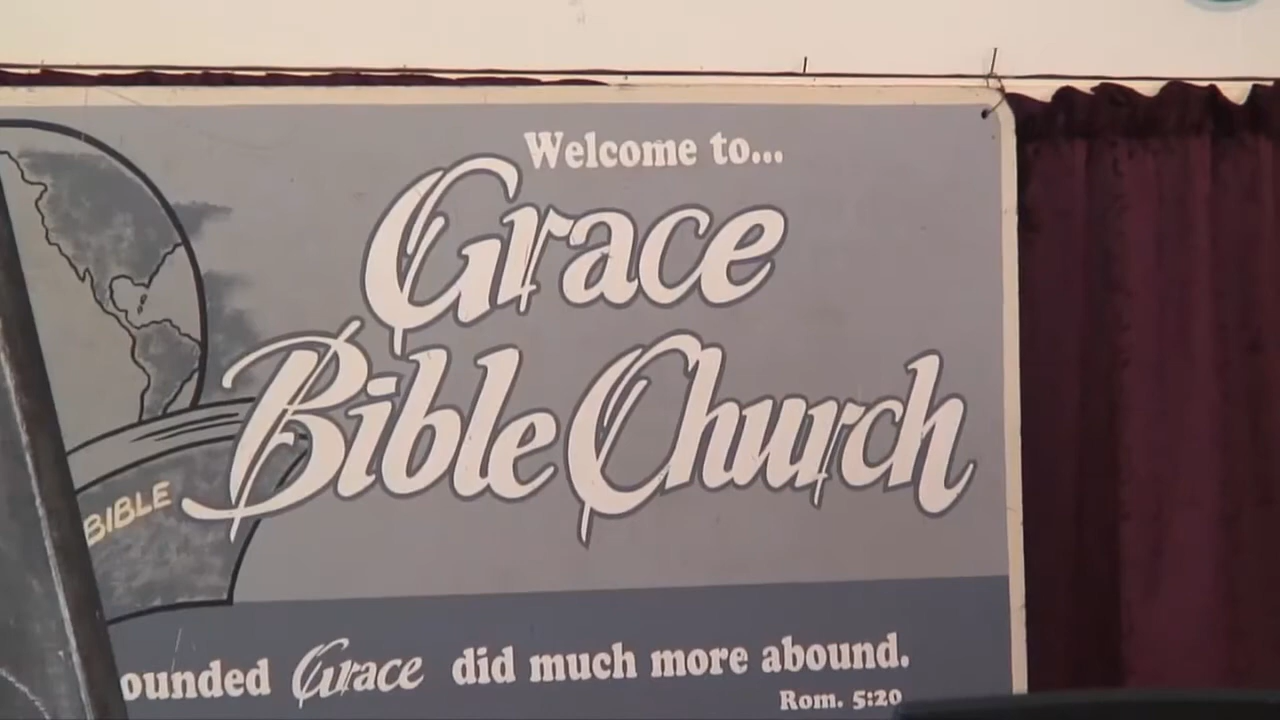 Welcome to...
Grace
Bible Church
BIBLE
ounded Grace did much more abound.
Rom. 5:20